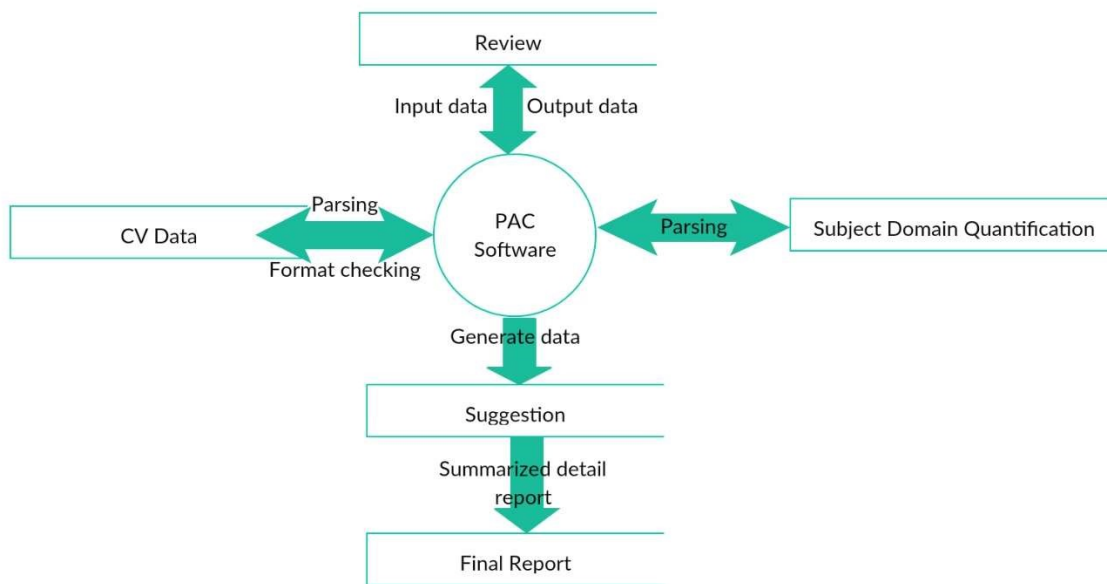 Review
Input data
Output data
Parsing
CV Data
Format checking
PAC
Software
Parsing
Subject Domain Quantification
Generate data
Suggestion
Summarized detail
report
Final Report